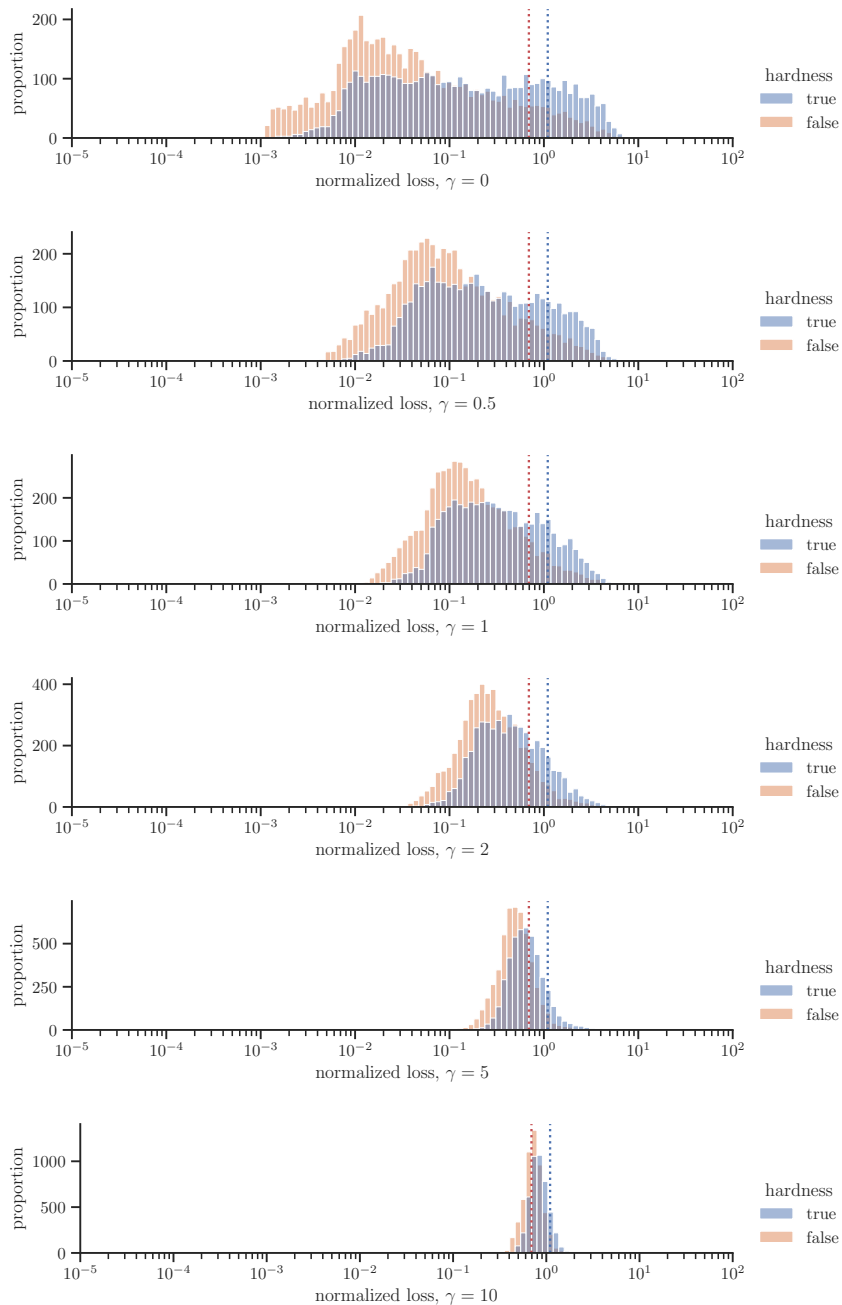 200
100
0
proportion
10^-5 10^-4 10^-3 10^-2 10^-1 10^0 10^1 10^2
normalized loss, γ = 0
hardness
true
false
200
100
0
proportion
10^-5 10^-4 10^-3 10^-2 10^-1 10^0 10^1 10^2
normalized loss, γ = 0.5
hardness
true
false
200
100
0
proportion
10^-5 10^-4 10^-3 10^-2 10^-1 10^0 10^1 10^2
normalized loss, γ = 1
hardness
true
false
400
200
0
proportion
10^-5 10^-4 10^-3 10^-2 10^-1 10^0 10^1 10^2
normalized loss, γ = 2
hardness
true
false
500
250
0
proportion
10^-5 10^-4 10^-3 10^-2 10^-1 10^0 10^1 10^2
normalized loss, γ = 5
hardness
true
false
1000
500
0
proportion
10^-5 10^-4 10^-3 10^-2 10^-1 10^0 10^1 10^2
normalized loss, γ = 10
hardness
true
false